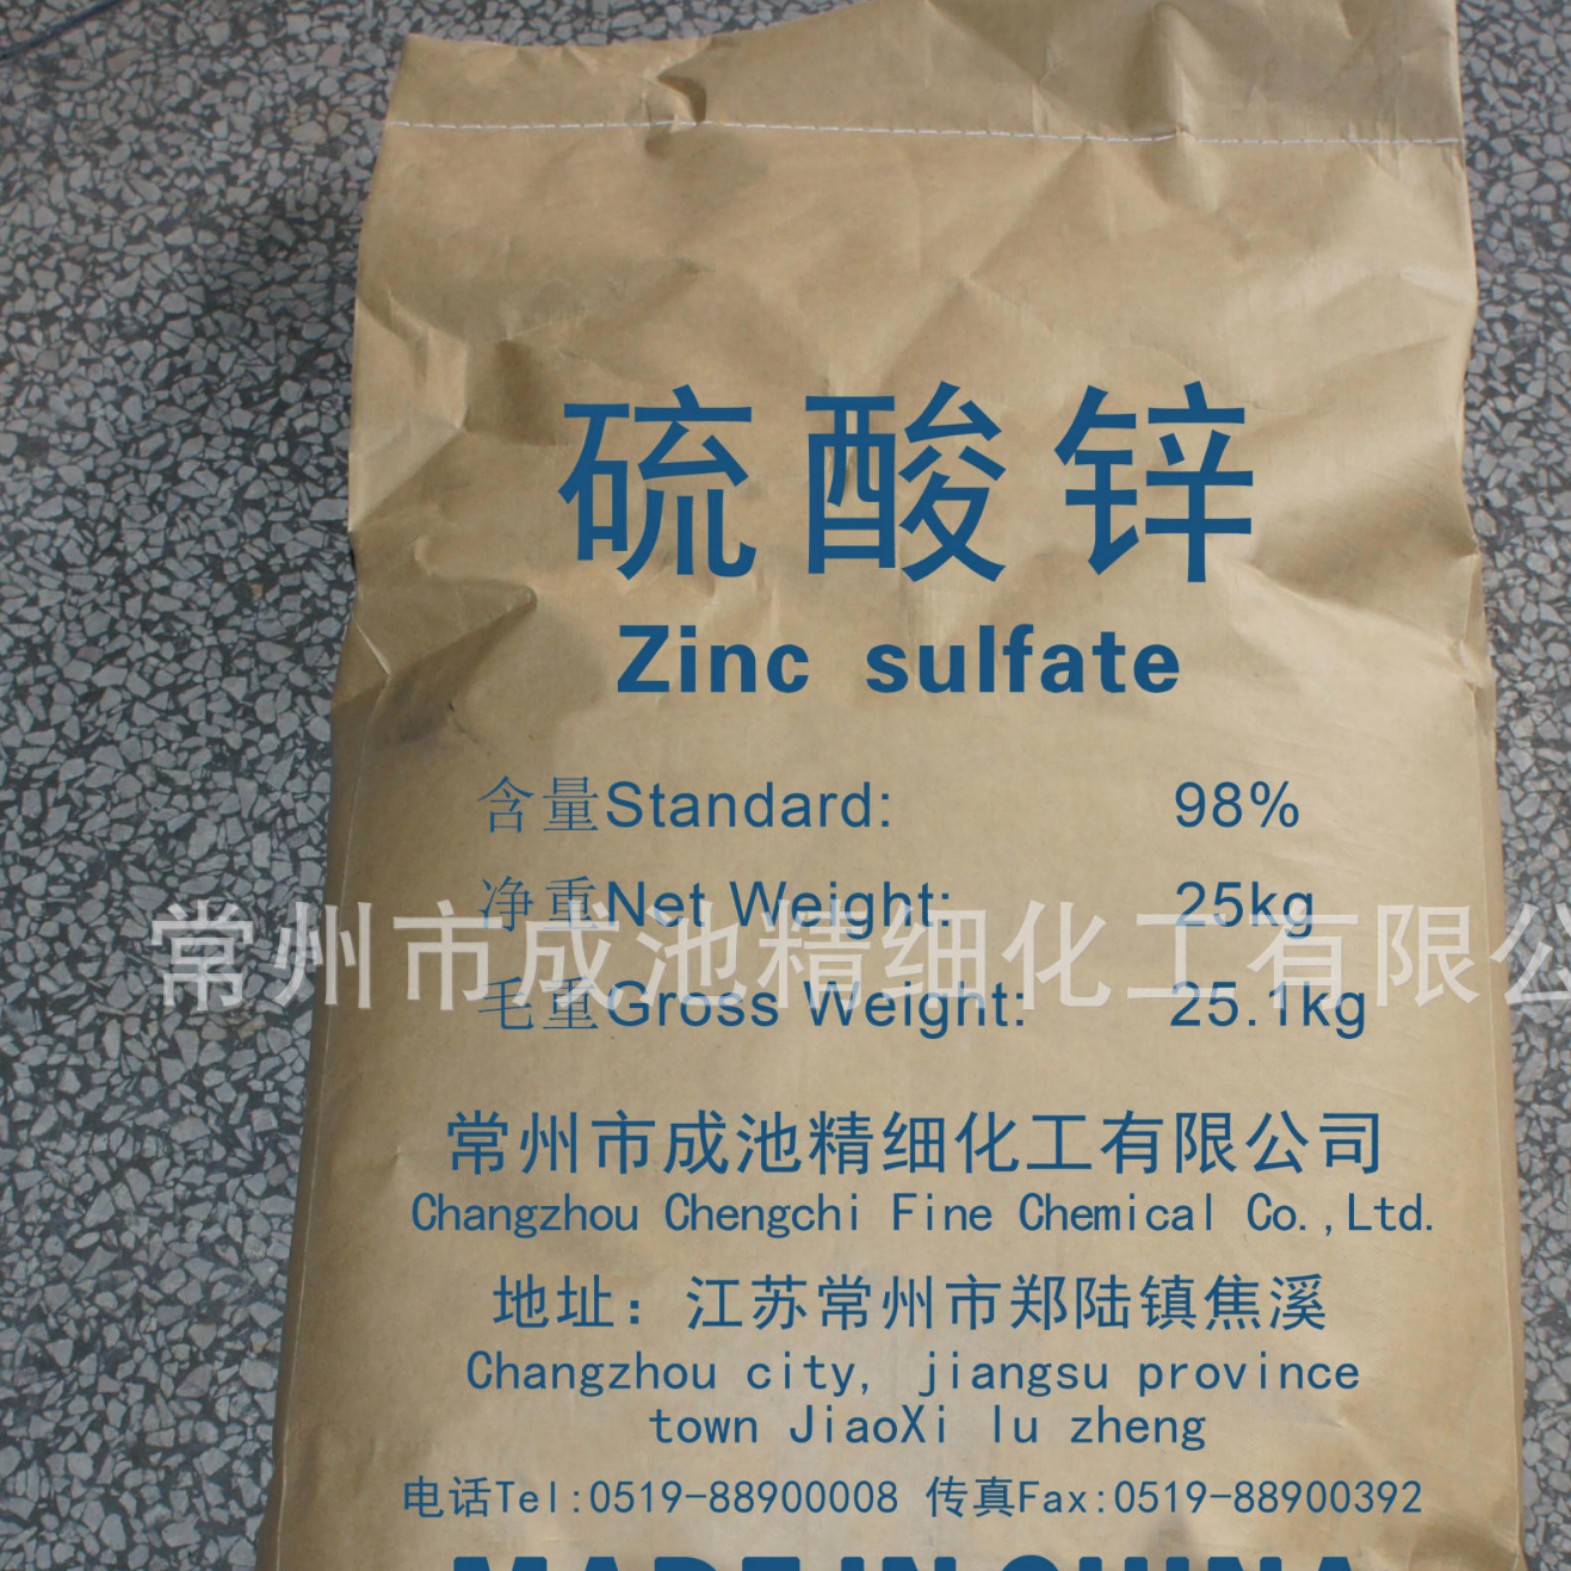 硫酸锌
Zinc sulfate
含量Standard: 98%
净重Net Weight: 25kg
常州市成池精细化工有限公
毛重Gross Weight: 25.1kg
常州市成池精细化工有限公司
Changzhou Chengchi Fine Chemical Co.,Ltd.
地址：江苏常州市郑陆镇焦溪
Changzhou city, jiangsu province
town JiaoXi lu zheng
电话Tel:0519-88900008 传真Fax:0519-88900392
MADE IN CHINA